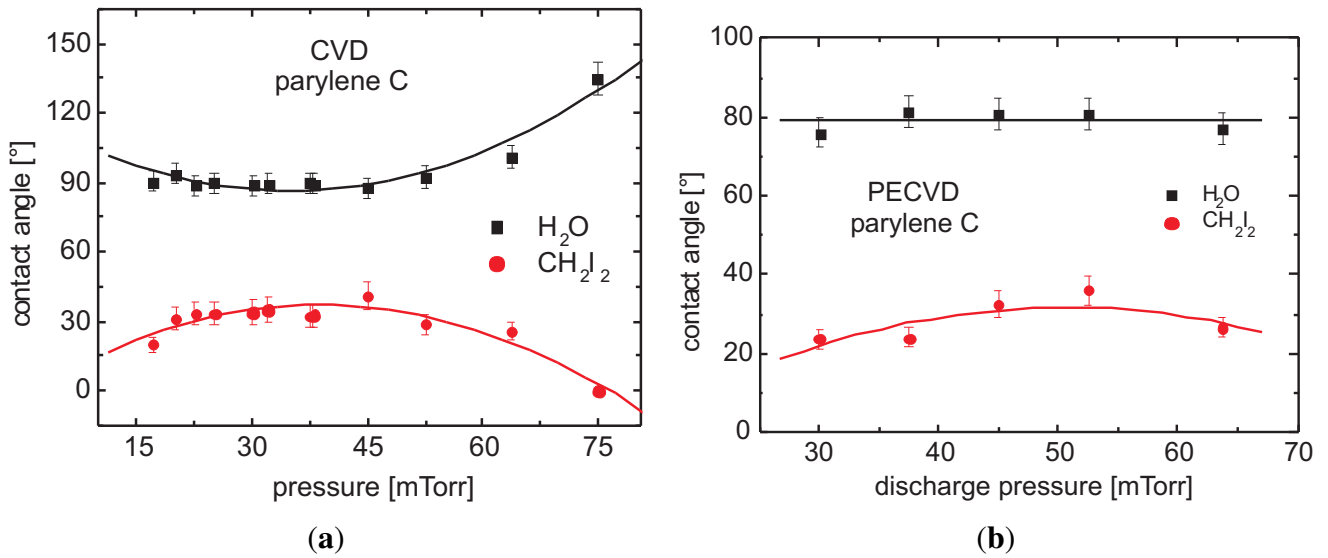 CVD
parylene C
contact angle [°]
150
120
90
60
30
0
H₂O
CH₂I₂
15 30 45 60 75
pressure [mTorr]
(a)
PECVD
parylene C
contact angle [°]
100
80
60
40
20
0
H₂O
CH₂I₂
30 40 50 60 70
discharge pressure [mTorr]
(b)